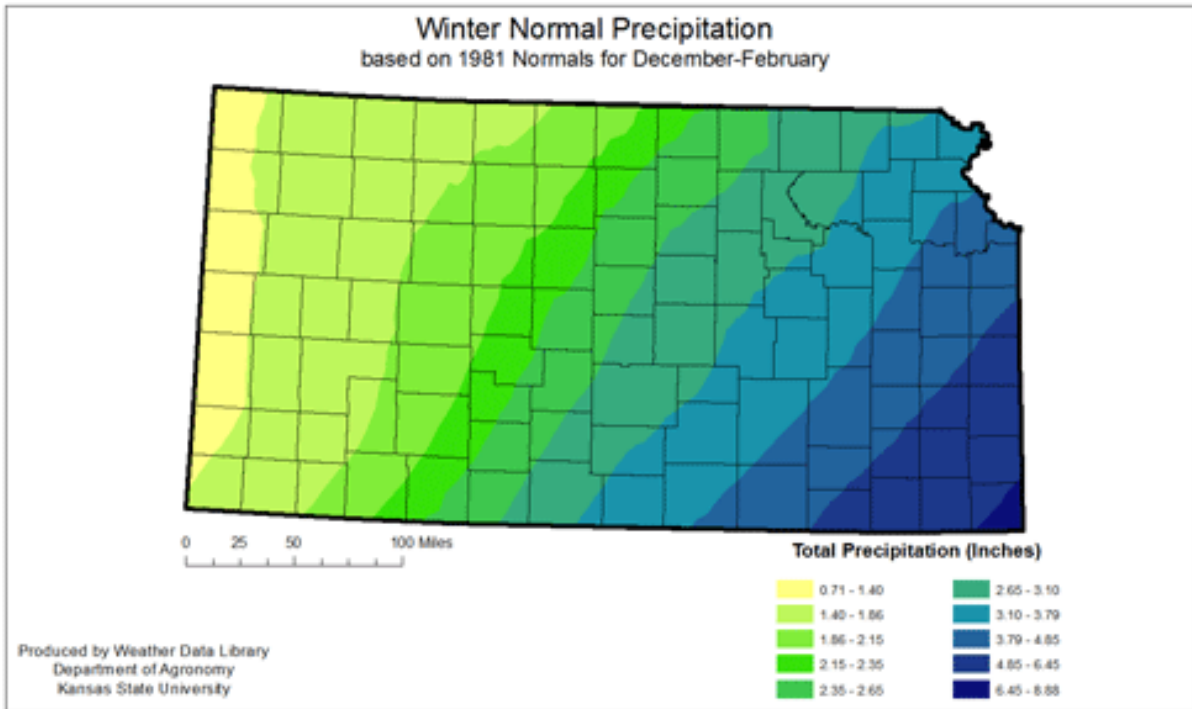 Winter Normal Precipitation
based on 1981 Normals for December-February
0 25 50 100 Miles
Total Precipitation (Inches)
0.71 - 1.40
1.40 - 1.86
1.86 - 2.15
2.15 - 2.35
2.35 - 2.65
2.65 - 3.10
3.10 - 3.79
3.79 - 4.85
4.85 - 6.45
6.45 - 8.88
Produced by Weather Data Library
Department of Agronomy
Kansas State University